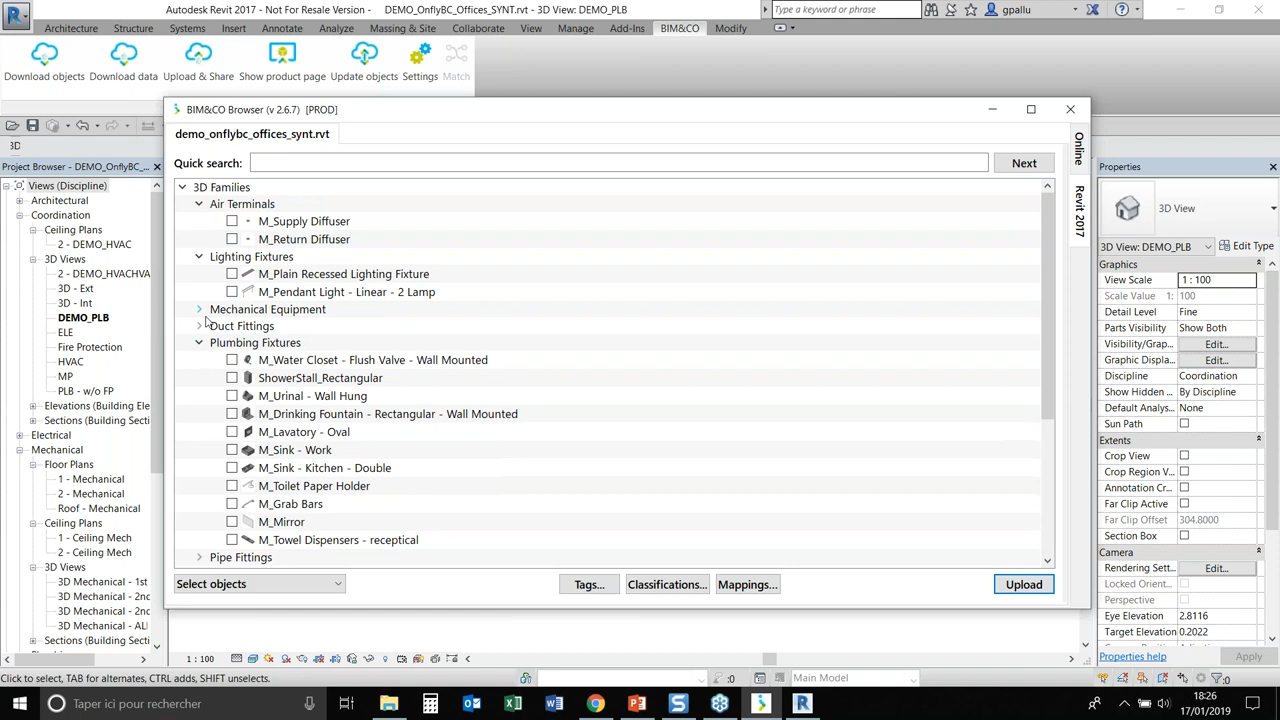 Autodesk Revit 2017 - Not For Resale Version - DEMO_OnflyBC_Offices_SYNT.rvt - 3D View: DEMO_PLB
Type a keyword or phrase
gpallu
Architecture Structure Systems Insert Annotate Analyze Massing & Site Collaborate View Manage Add-Ins BIM&CO Modify
Download objects Download data Upload & Share Show product page Update objects Settings Match
BIM&CO Browser (v 2.6.7) [PROD]
demo_onflybc_offices_synt.rvt
Quick search:
Next
Online
Revit 2017
3D Families
Air Terminals
M_Supply Diffuser
M_Return Diffuser
Lighting Fixtures
M_Plain Recessed Lighting Fixture
M_Pendant Light - Linear - 2 Lamp
Mechanical Equipment
Duct Fittings
Plumbing Fixtures
M_Water Closet - Flush Valve - Wall Mounted
ShowerStall_Rectangular
M_Urinal - Wall Hung
M_Drinking Fountain - Rectangular - Wall Mounted
M_Lavatory - Oval
M_Sink - Work
M_Sink - Kitchen - Double
M_Toilet Paper Holder
M_Grab Bars
M_Mirror
M_Towel Dispensers - receptical
Pipe Fittings
Select objects
Tags...
Classifications...
Mappings...
Upload
3D
Project Browser - DEMO_OnflyBC_...
Views (Discipline)
Architectural
Coordination
Ceiling Plans
2 - DEMO_HVAC
3D Views
2 - DEMO_HVACHVA
3D - Ext
3D - Int
DEMO_PLB
ELE
Fire Protection
HVAC
MP
PLB - w/o FP
Elevations (Building Ele
Sections (Building Secti
Electrical
Mechanical
Floor Plans
1 - Mechanical
2 - Mechanical
Roof - Mechanical
Ceiling Plans
1 - Ceiling Mech
2 - Ceiling Mech
3D Views
3D Mechanical - 1st
3D Mechanical - 2nd
3D Mechanical - 2nd
3D Mechanical - ALL
Sections (Building Secti
Properties
3D View
3D View: DEMO_PLB
Edit Type
Graphics
View Scale 1 : 100
Scale Value 1: 100
Detail Level Fine
Parts Visibility Show Both
Visibility/Grap... Edit...
Graphic Displa... Edit...
Discipline Coordination
Show Hidden ... By Discipline
Default Analys... None
Sun Path
Extents
Crop View
Crop Region V...
Annotation Cr...
Far Clip Active
Far Clip Offset 304.8000
Section Box
Camera
Rendering Sett... Edit...
Locked Orient...
Perspective
Eye Elevation 2.8116
Target Elevation 0.2022
Properties help
Apply
1 : 100
Click to select, TAB for alternates, CTRL adds, SHIFT unselects.
:0
Main Model
:0
Taper ici pour rechercher
18:26
17/01/2019